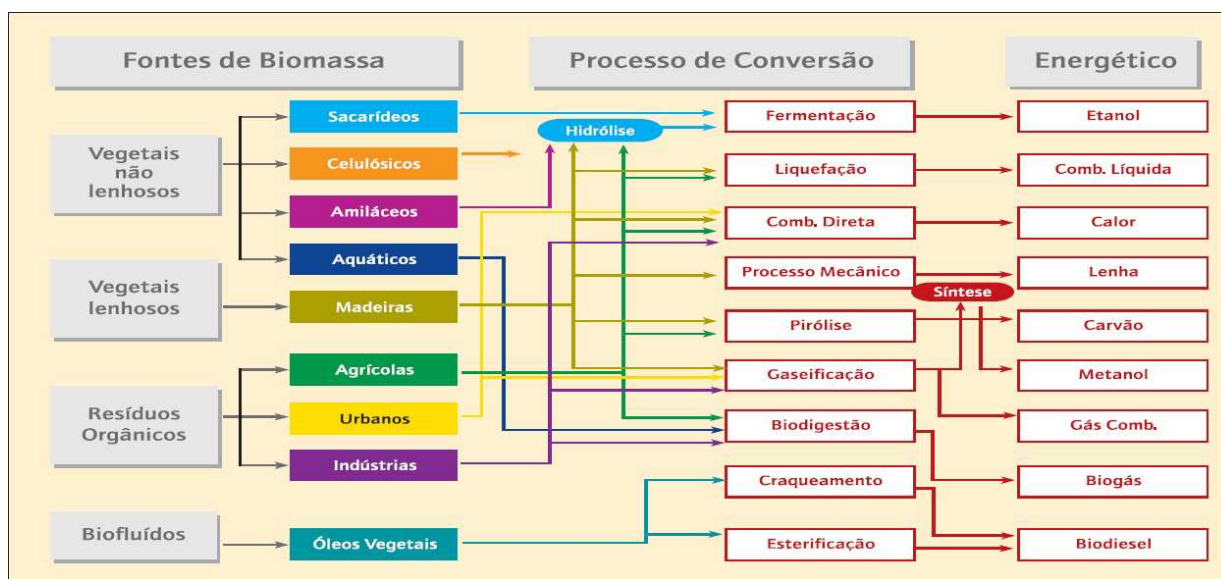 Fontes de Biomassa
Processo de Conversão
Energético
Vegetais
não
lenhosos
Vegetais
lenhosos
Resíduos
Orgânicos
Biofluídos
Sacarídeos
Celulósicos
Amiláceos
Aquáticos
Madeiras
Agrícolas
Urbanos
Indústrias
Óleos Vegetais
Hidrólise
Fermentação
Liquefação
Comb. Direta
Processo Mecânico
Pirólise
Gaseificação
Biodigestão
Craqueamento
Esterificação
Síntese
Etanol
Comb. Líquida
Calor
Lenha
Carvão
Metanol
Gás Comb.
Biogás
Biodiesel